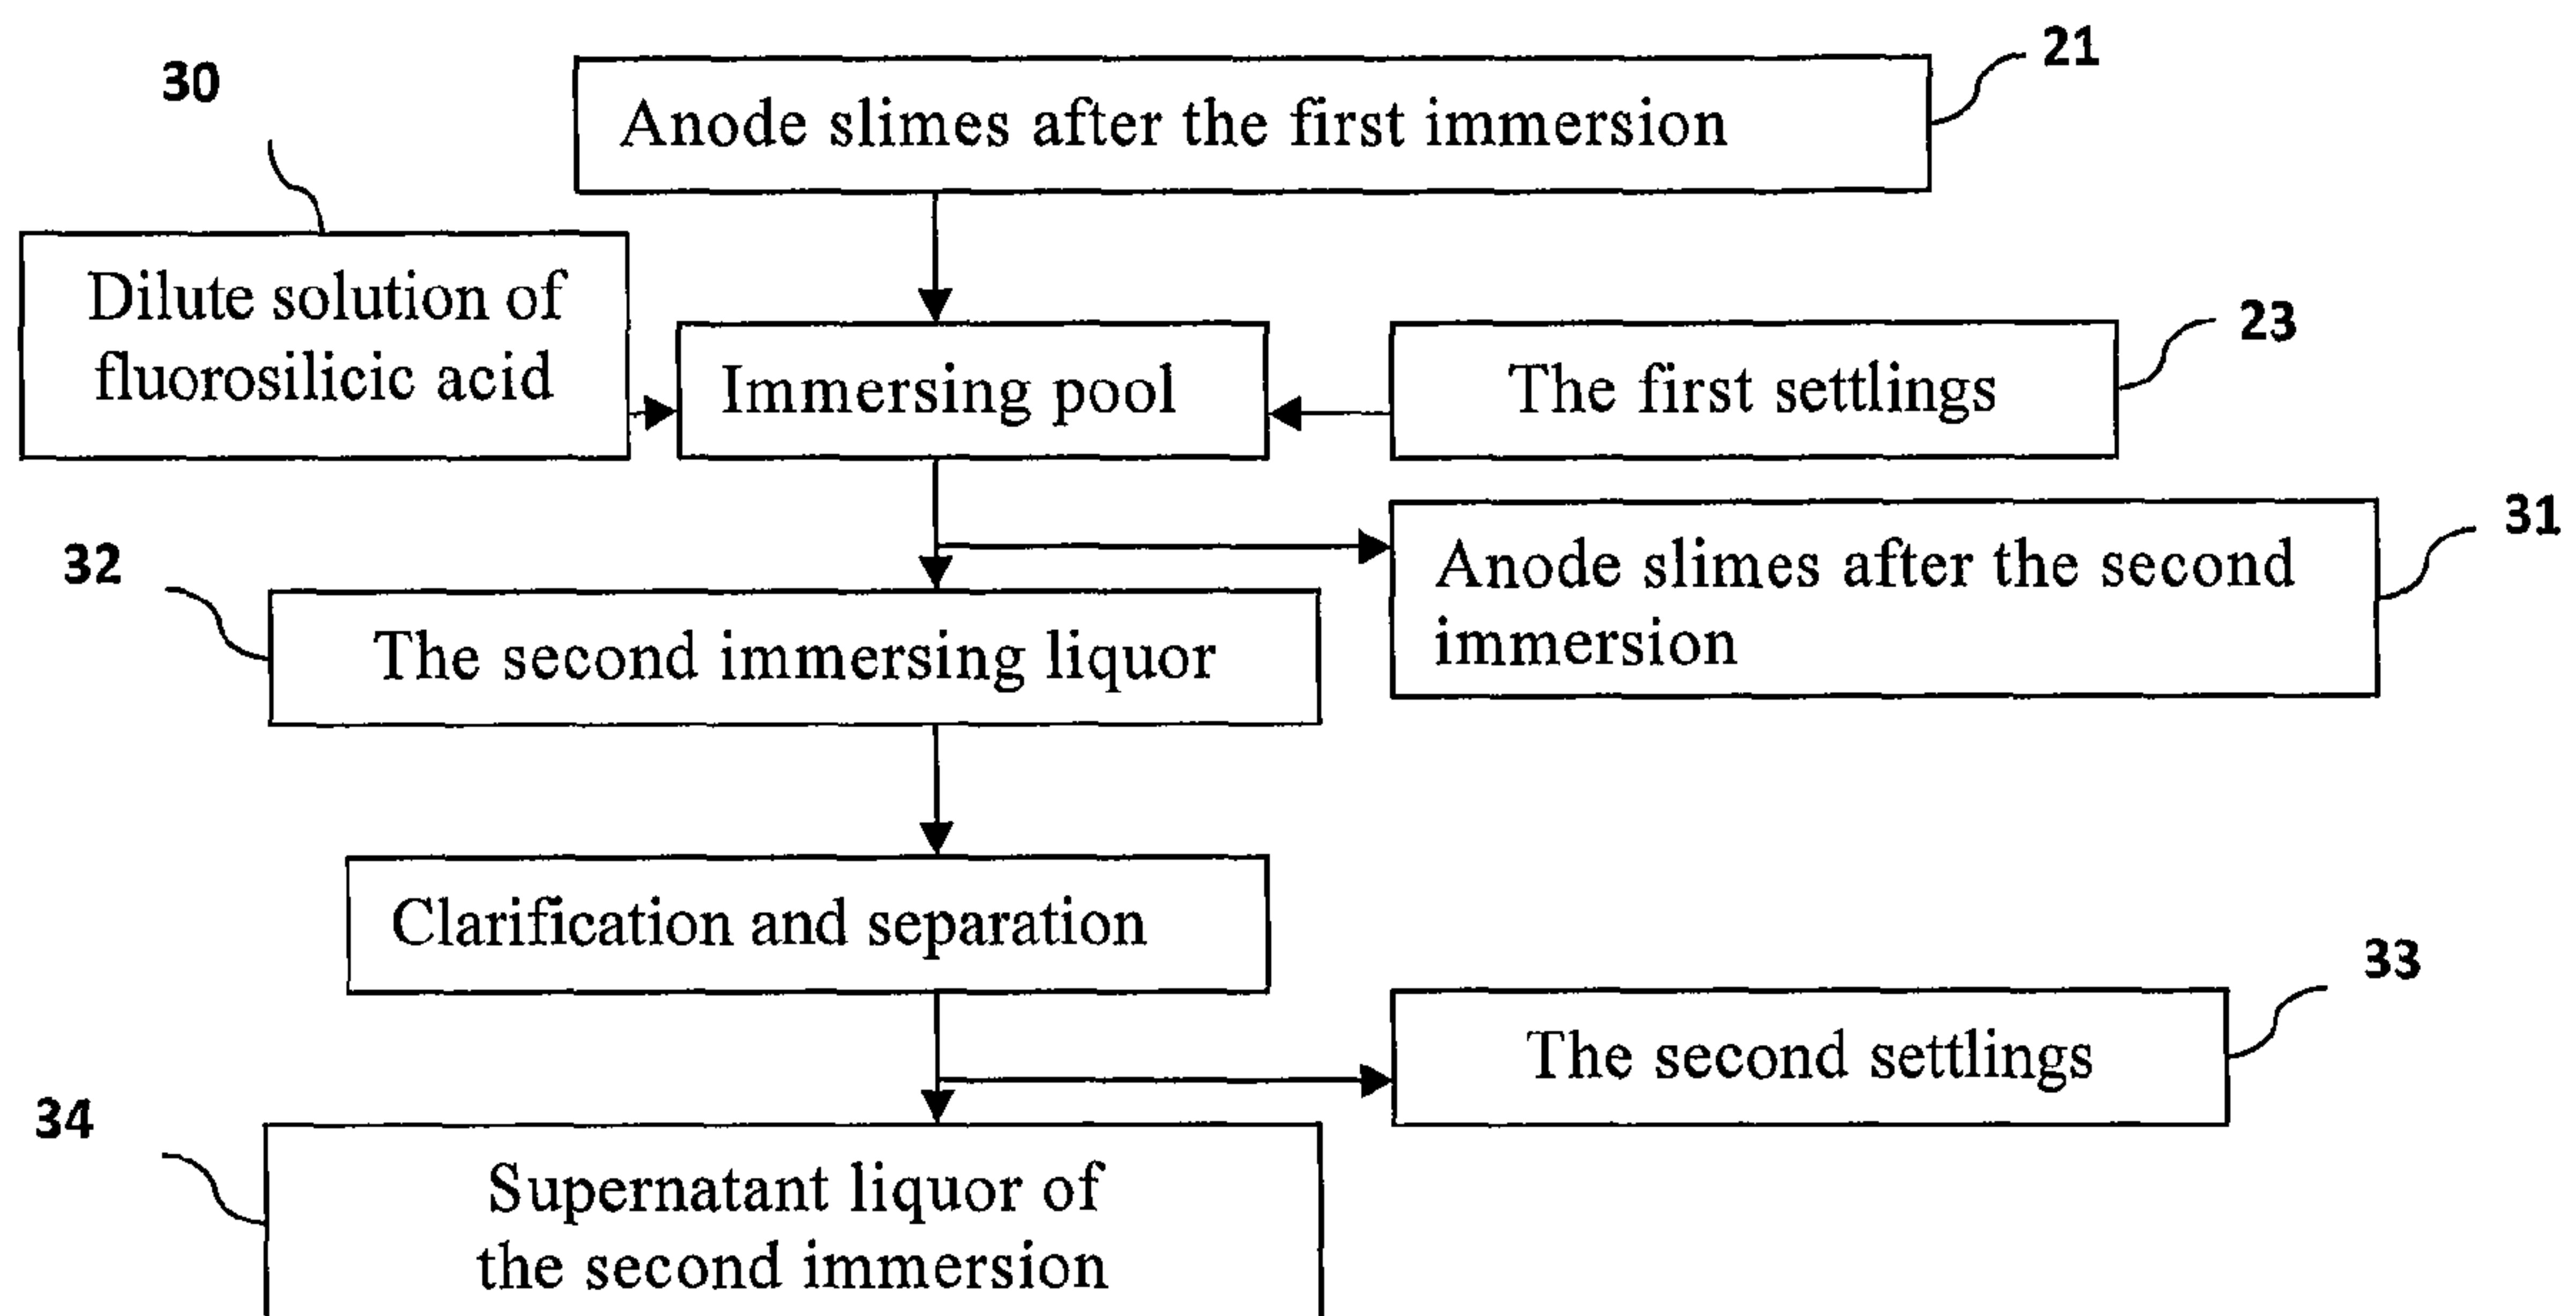 21
Anode slimes after the first immersion
30
Dilute solution of
fluorosilicic acid
Immersing pool
The first settlings
23
31
Anode slimes after the second
immersion
32
The second immersing liquor
Clarification and separation
33
The second settlings
34
Supernatant liquor of
the second immersion